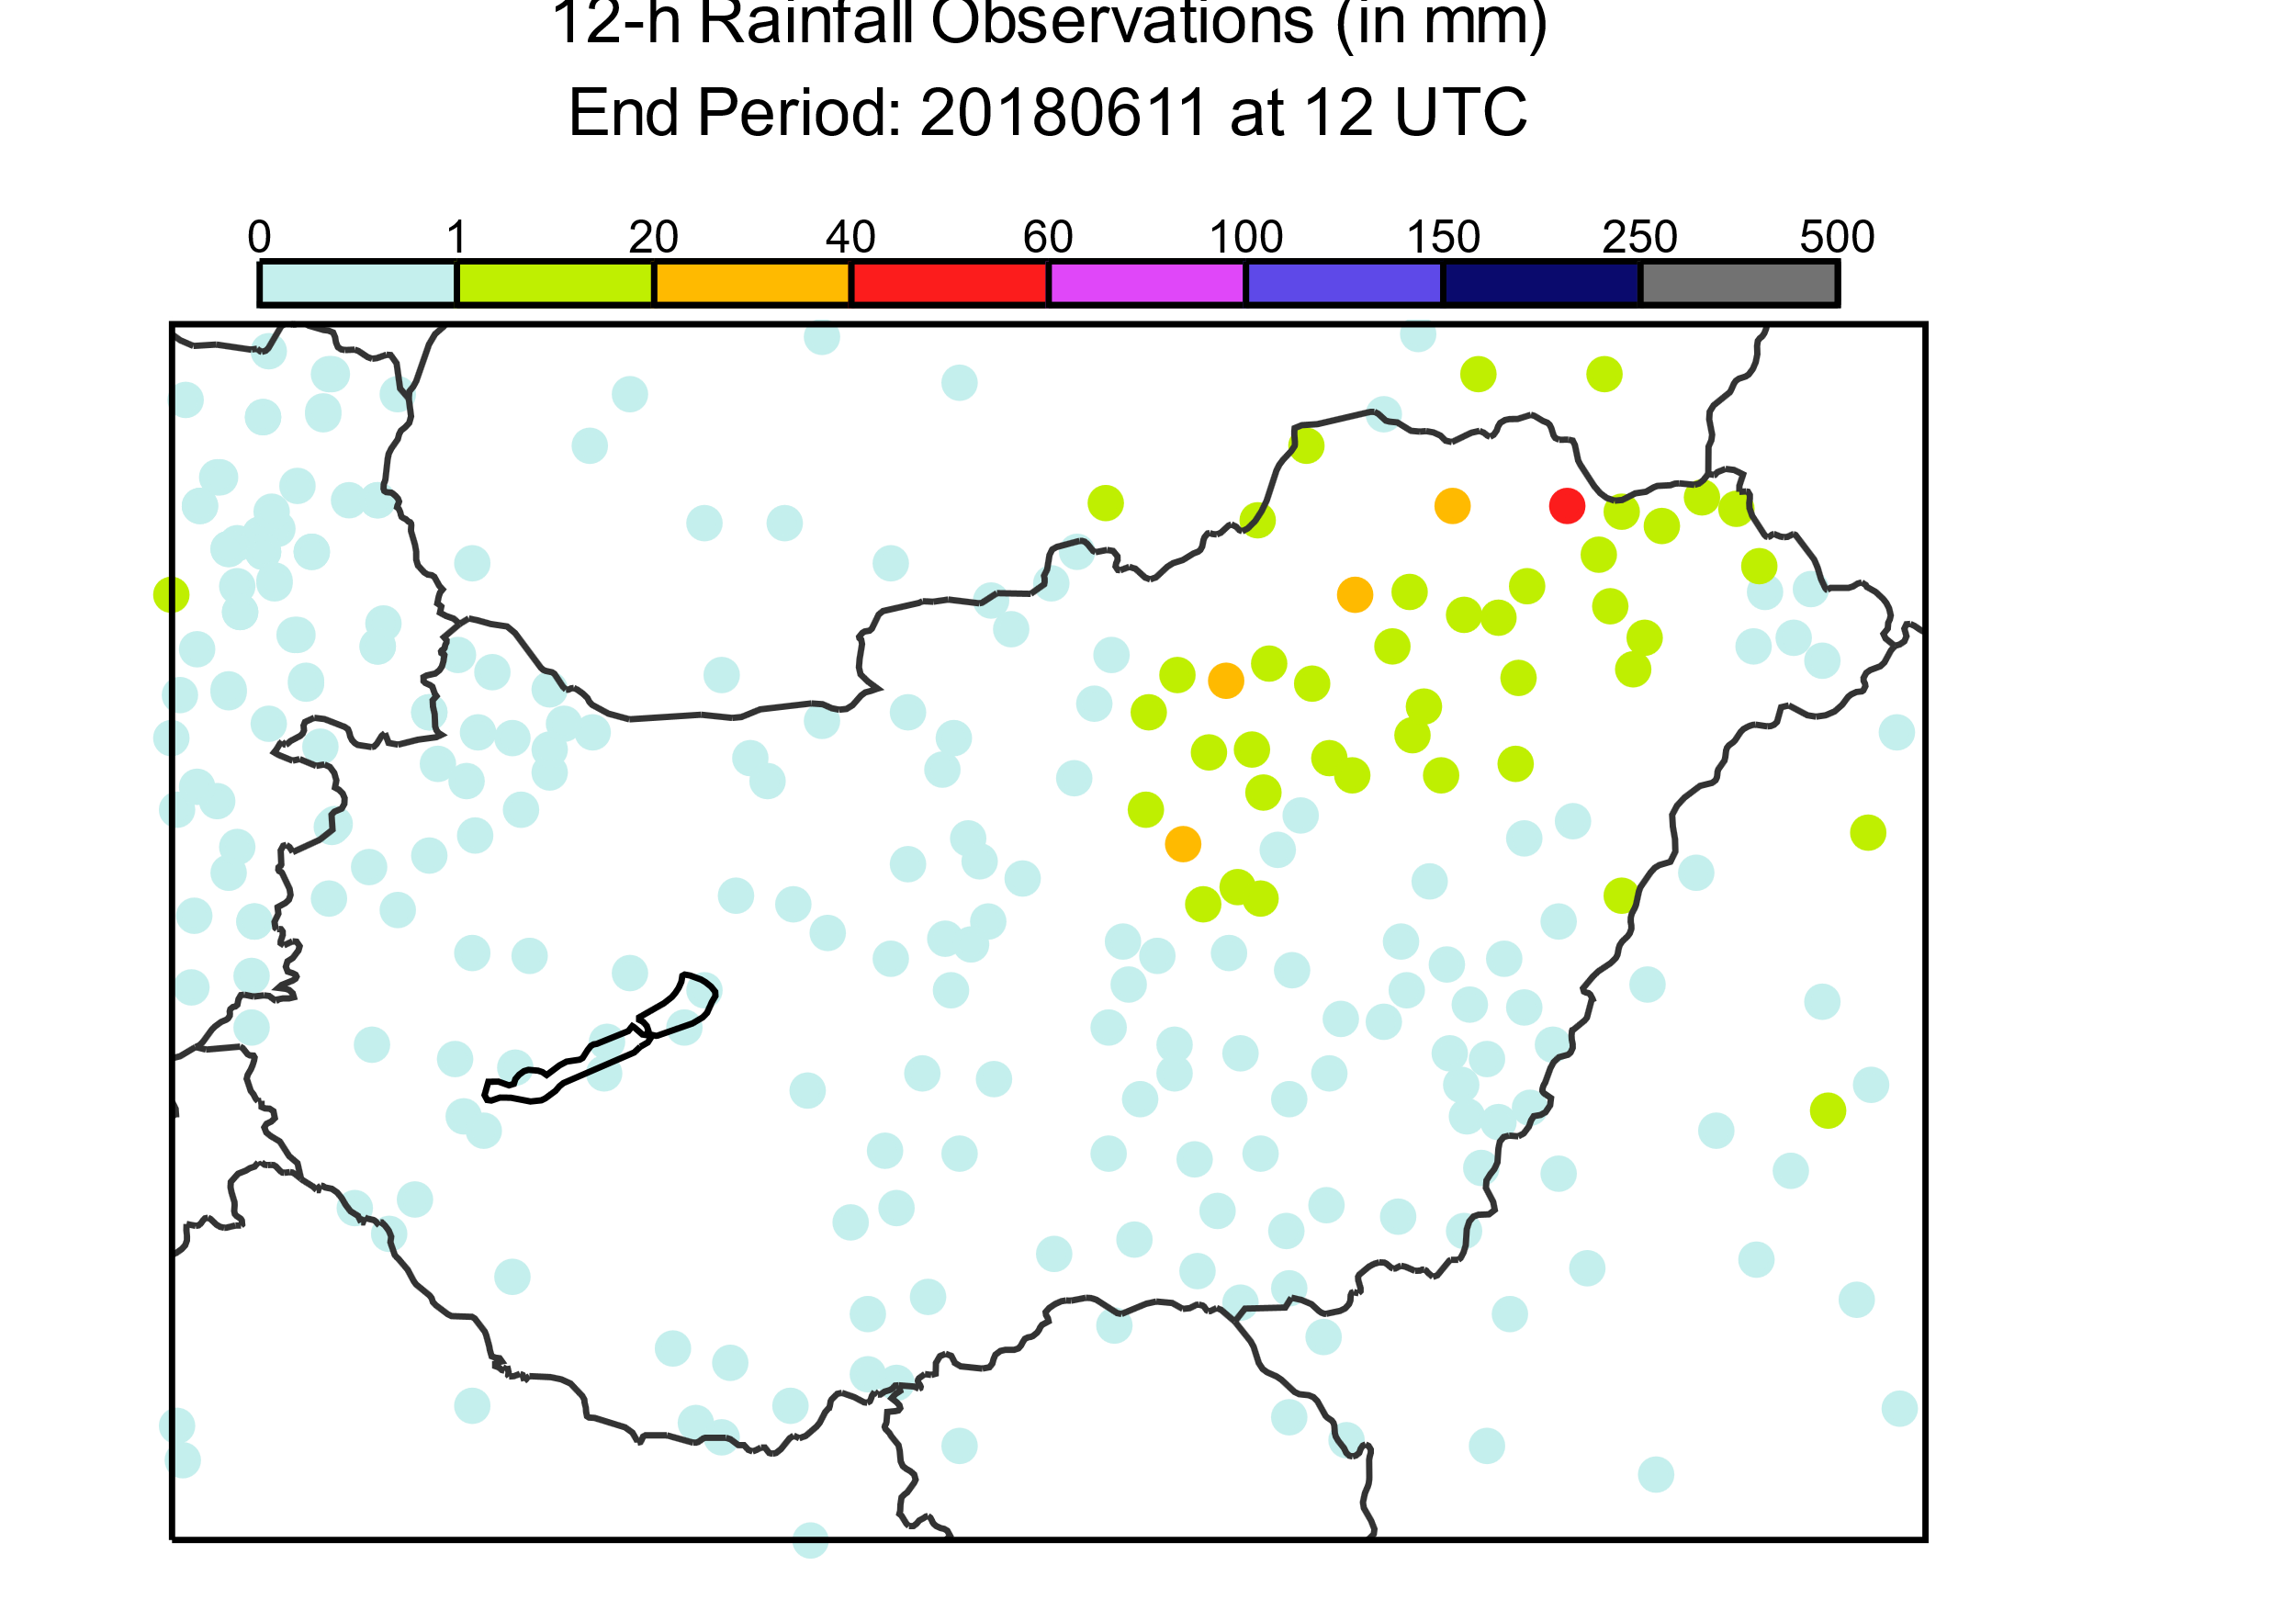 12-h Rainfall Observations (in mm)
End Period: 20180611 at 12 UTC
0 1 20 40 60 100 150 250 500